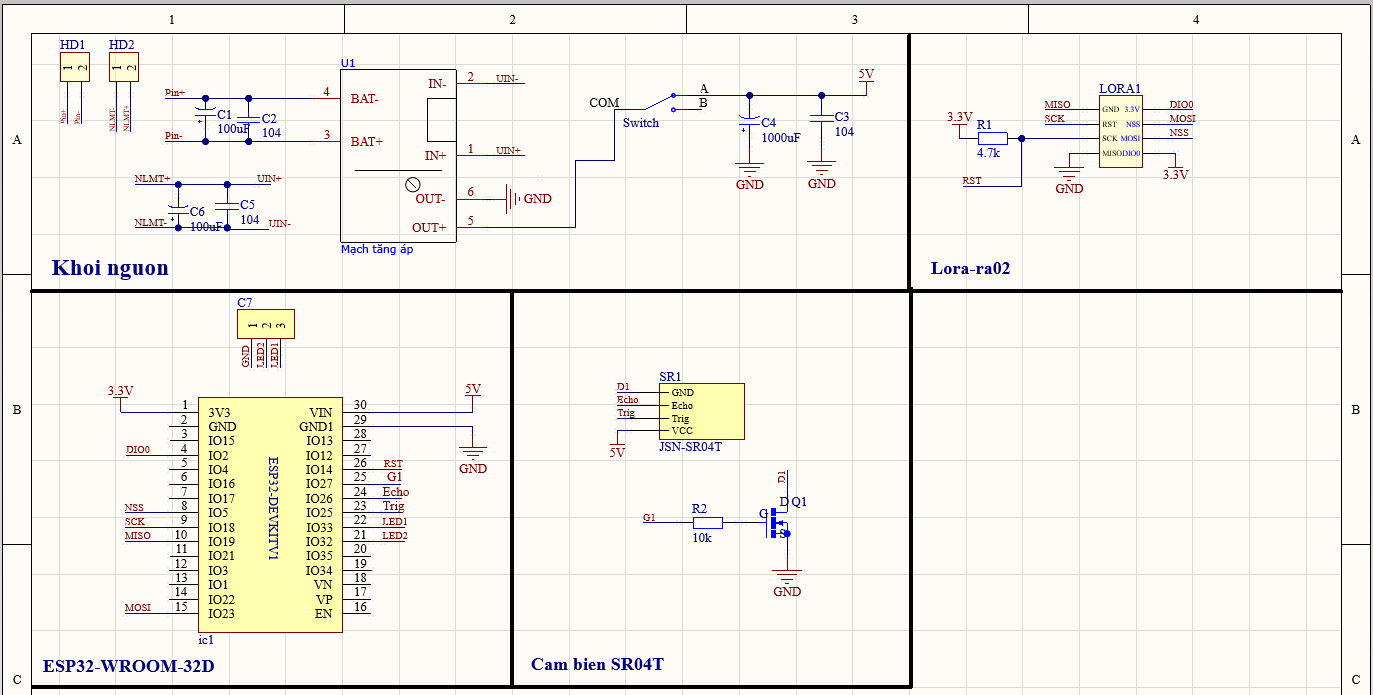 1 2 3 4
A
HD1 HD2
1 2 1 2
Pin+ Pin- NLMT- NLMT+
Pin+
C1
100uF
C2
104
Pin-
NLMT+ UIN+
C6
100uF
C5
104
NLMT- UIN-
U1
4 BAT-
3 BAT+
IN- 2 UIN-
IN+ 1 UIN+
OUT- 6 GND
OUT+ 5
Mạch tăng áp
COM A
B
Switch
5V
C4
1000uF
C3
104
GND GND
Khoi nguon
3.3V R1
4.7k
RST
LORA1
MISO GND 3.3V DIO0
SCK RST NSS MOSI
SCK MOSI NSS
MISO DIO0
GND 3.3V
Lora-ra02
A
B
C7
1 2 3
GND LED2 LED1
3.3V 5V
1 3V3 VIN 30
2 GND GND1 29
3 IO15 IO13 28
DIO0 4 IO2 IO12 27
5 IO4 IO14 26 RST
6 IO16 IO27 25 G1
7 IO17 IO26 24 Echo
NSS 8 IO5 IO25 23 Trig
SCK 9 IO18 IO33 22 LED1
MISO 10 IO19 IO32 21 LED2
11 IO21 IO35 20
12 IO3 IO34 19
13 IO1 VN 18
14 IO22 VP 17
MOSI 15 IO23 EN 16
ESP32-DEVKITV1
ic1
GND
ESP32-WROOM-32D
SR1
D1 GND
Echo Echo
Trig Trig
VCC
5V JSN-SR04T
D1
G1 R2
10k
G D Q1
S
GND
Cam bien SR04T
B
C C